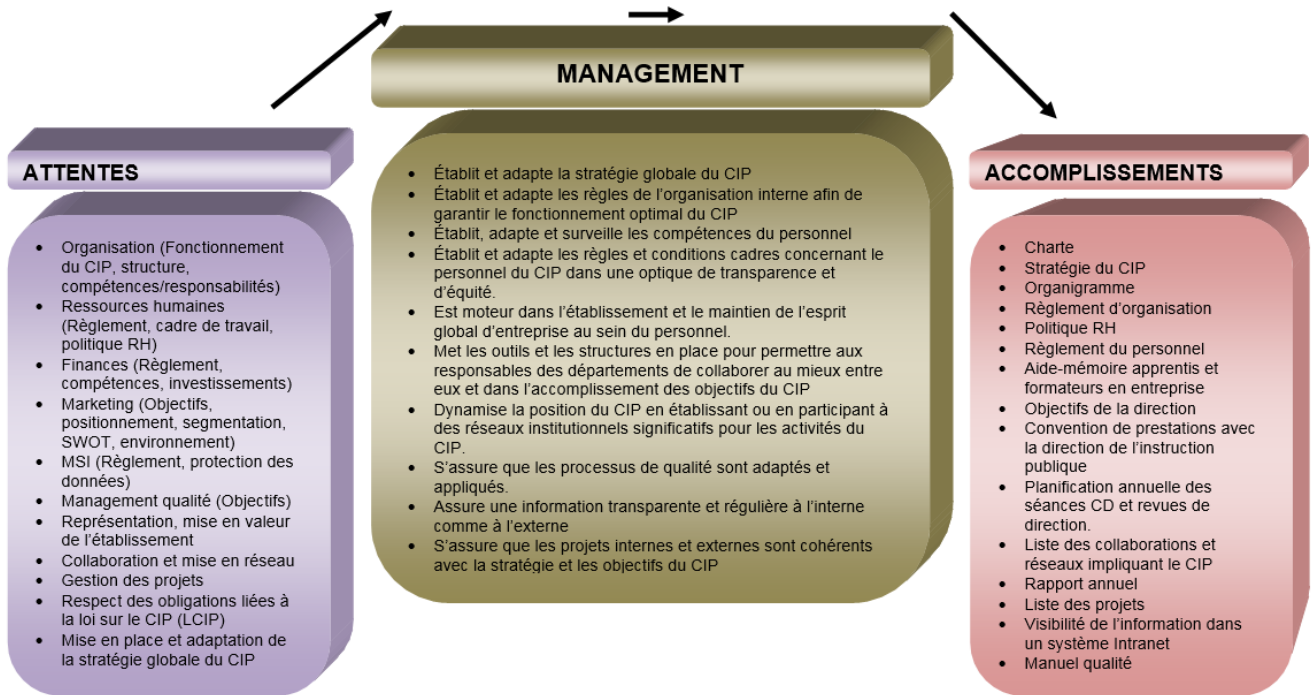 MANAGEMENT
ATTENTES
• Organisation (Fonctionnement
du CIP, structure,
compétences/responsabilités)
• Ressources humaines
(Règlement, cadre de travail,
politique RH)
• Finances (Règlement,
compétences, investissements)
• Marketing (Objectifs,
positionnement, segmentation,
SWOT, environnement)
• MSI (Règlement, protection des
données)
• Management qualité (Objectifs)
• Représentation, mise en valeur
de l’établissement
• Collaboration et mise en réseau
• Gestion des projets
• Respect des obligations liées à
la loi sur le CIP (LCIP)
• Mise en place et adaptation de
la stratégie globale du CIP
• Établit et adapte la stratégie globale du CIP
• Établit et adapte les règles de l’organisation interne afin de
garantir le fonctionnement optimal du CIP
• Établit, adapte et surveille les compétences du personnel
• Établit et adapte les règles et conditions cadres concernant le
personnel du CIP dans une optique de transparence et
d’équité.
• Est moteur dans l’établissement et le maintien de l’esprit
global d’entreprise au sein du personnel.
• Met les outils et les structures en place pour permettre aux
responsables des départements de collaborer au mieux entre
eux et dans l’accomplissement des objectifs du CIP
• Dynamise la position du CIP en établissant ou en participant à
des réseaux institutionnels significatifs pour les activités du
CIP.
• S’assure que les processus de qualité sont adaptés et
appliqués.
• Assure une information transparente et régulière à l’interne
comme à l’externe
• S’assure que les projets internes et externes sont cohérents
avec la stratégie et les objectifs du CIP
ACCOMPLISSEMENTS
• Charte
• Stratégie du CIP
• Organigramme
• Règlement d’organisation
• Politique RH
• Règlement du personnel
• Aide-mémoire apprentis et
formateurs en entreprise
• Objectifs de la direction
• Convention de prestations avec
la direction de l’instruction
publique
• Planification annuelle des
séances CD et revues de
direction.
• Liste des collaborations et
réseaux impliquant le CIP
• Rapport annuel
• Liste des projets
• Visibilité de l’information dans
un système Intranet
• Manuel qualité